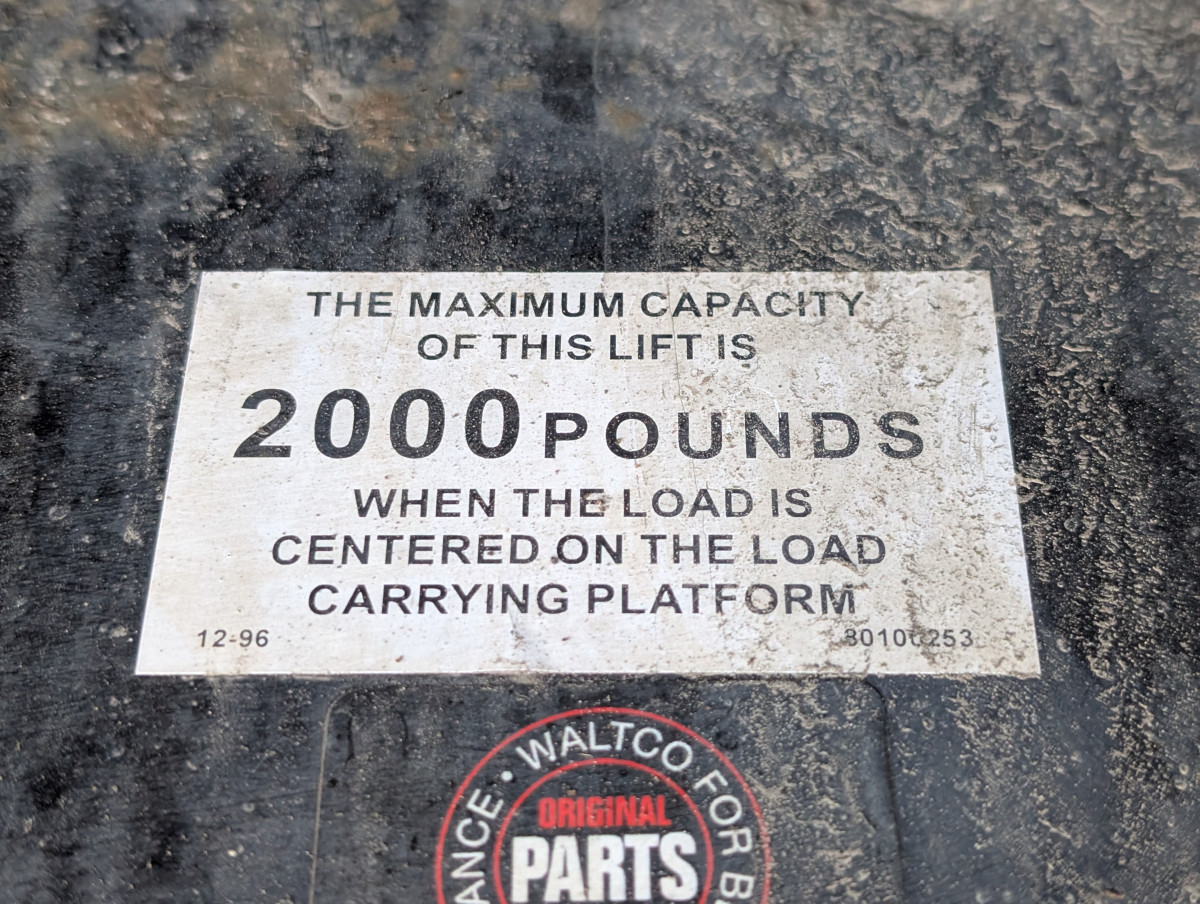 THE MAXIMUM CAPACITY
OF THIS LIFT IS
2000 POUNDS
WHEN THE LOAD IS
CENTERED ON THE LOAD
CARRYING PLATFORM
12-96
WALTCO FOR
ORIGINAL
PARTS